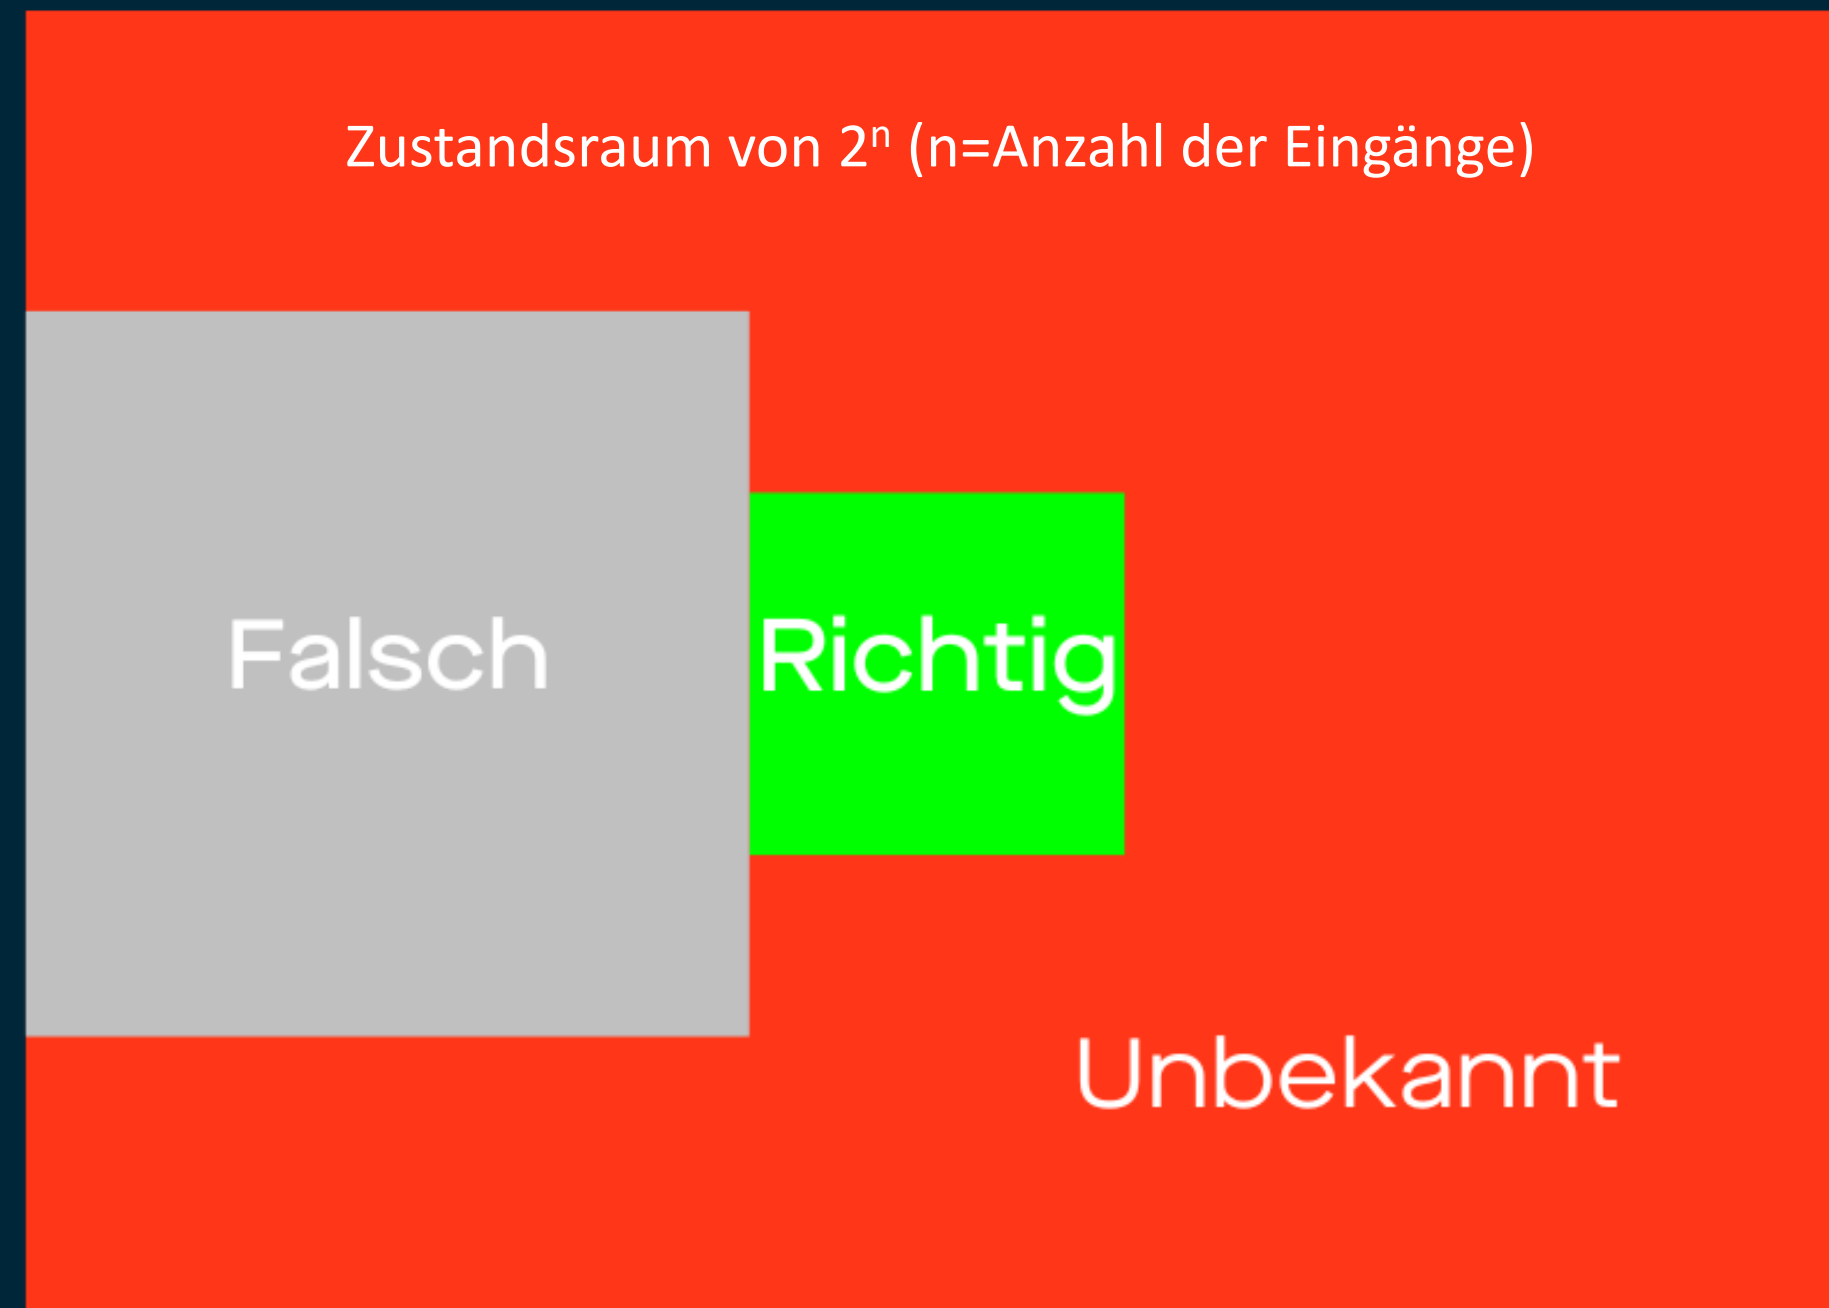 Zustandsraum von 2ⁿ (n=Anzahl der Eingänge)
Falsch
Richtig
Unbekannt